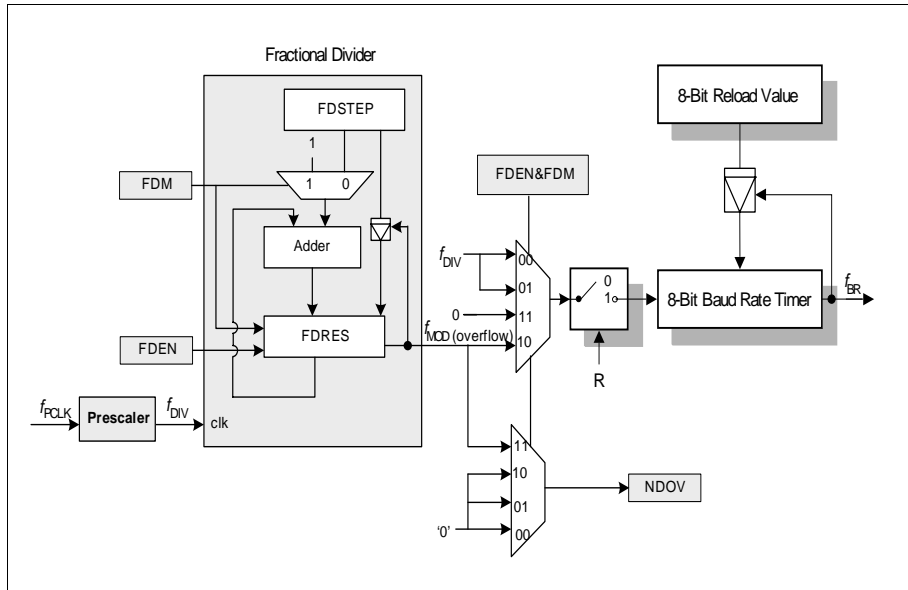 Fractional Divider
FDSTEP
8-Bit Reload Value
1
1 0
FDM
FDEN&FDM
Adder
fDIV
00
01
0
11
10
0
1
8-Bit Baud Rate Timer
fBR
FDRES
fMOD (overflow)
FDEN
R
fPCLK
Prescaler
fDIV
clk
11
10
01
00
'0'
NDOV